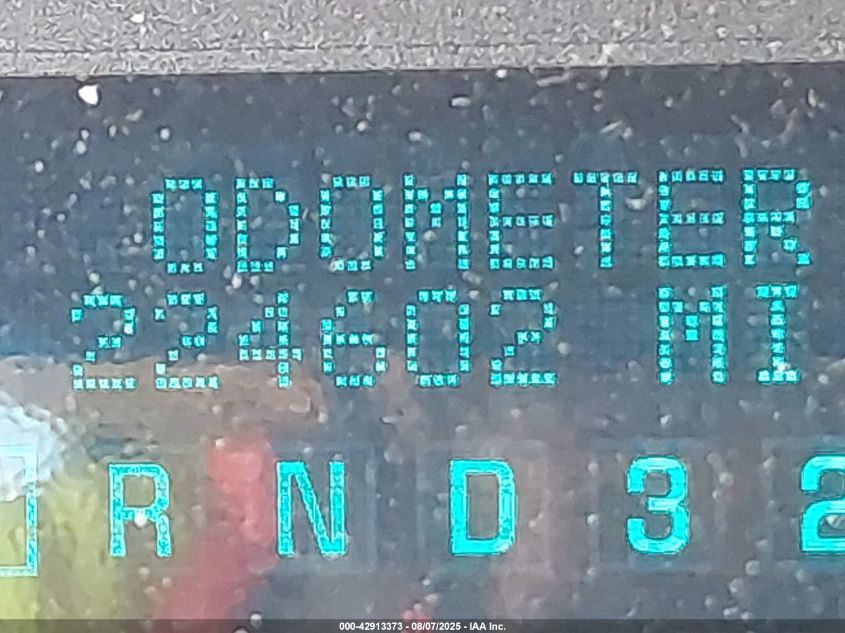 ODOMETER
224602 MI
R N D 3 2
000-42913373 - 08/07/2025 - IAA Inc.